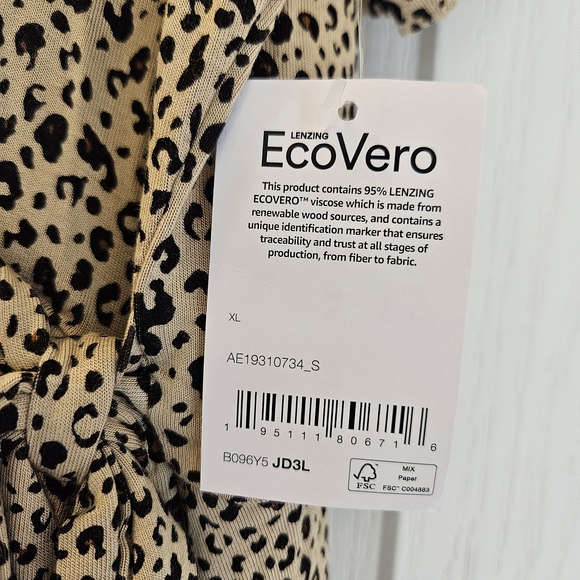 LENZING
EcoVero
This product contains 95% LENZING
ECOVERO™ viscose which is made from
renewable wood sources, and contains a
unique identification marker that ensures
traceability and trust at all stages of
production, from fiber to fabric.
XL
AE19310734_S
1 95111 80671 6
B096Y5 JD3L
FSC
MIX
Paper
FSC™ C004883